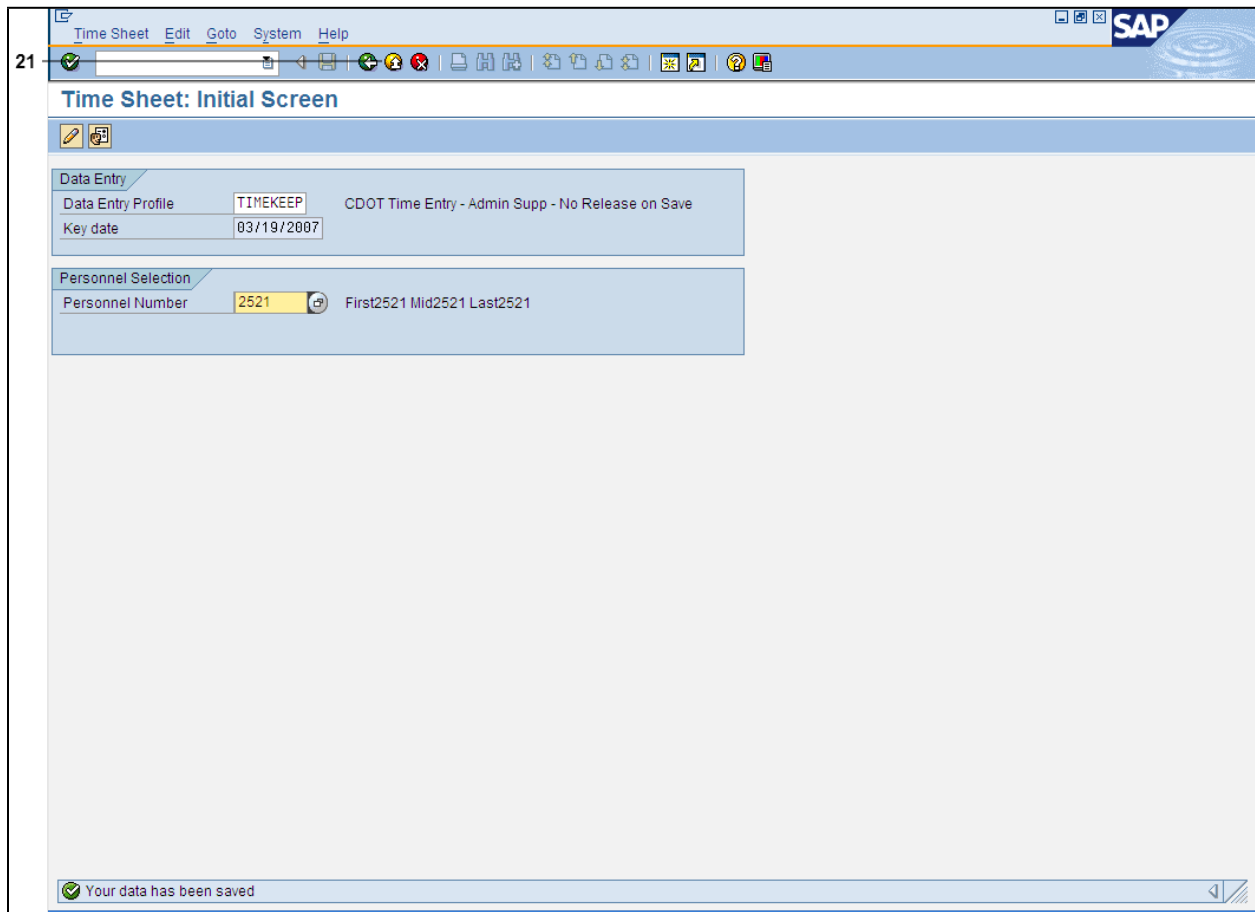 Time Sheet Edit Goto System Help
SAP
21
Time Sheet: Initial Screen
Data Entry
Data Entry Profile TIMEKEEP CDOT Time Entry - Admin Supp - No Release on Save
Key date 03/19/2007
Personnel Selection
Personnel Number 2521 First2521 Mid2521 Last2521
Your data has been saved